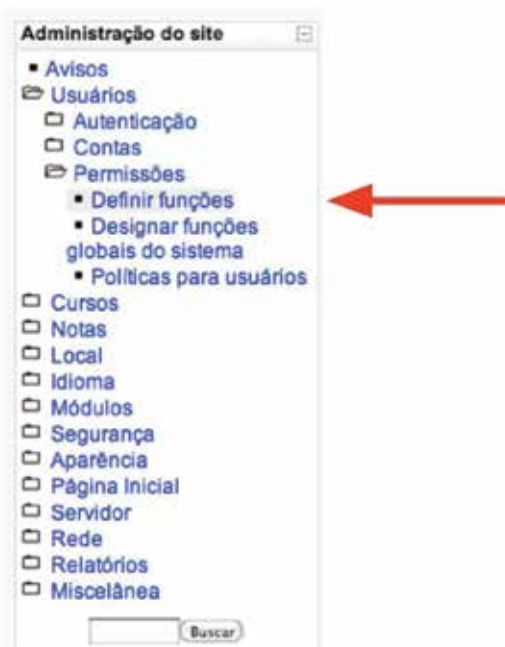 Administração do site
Avisos
Usuários
Autenticação
Contas
Permissões
Definir funções
Designar funções
globais do sistema
Políticas para usuários
Cursos
Notas
Local
Idioma
Módulos
Segurança
Aparência
Página Inicial
Servidor
Rede
Relatórios
Miscelânea
Buscar